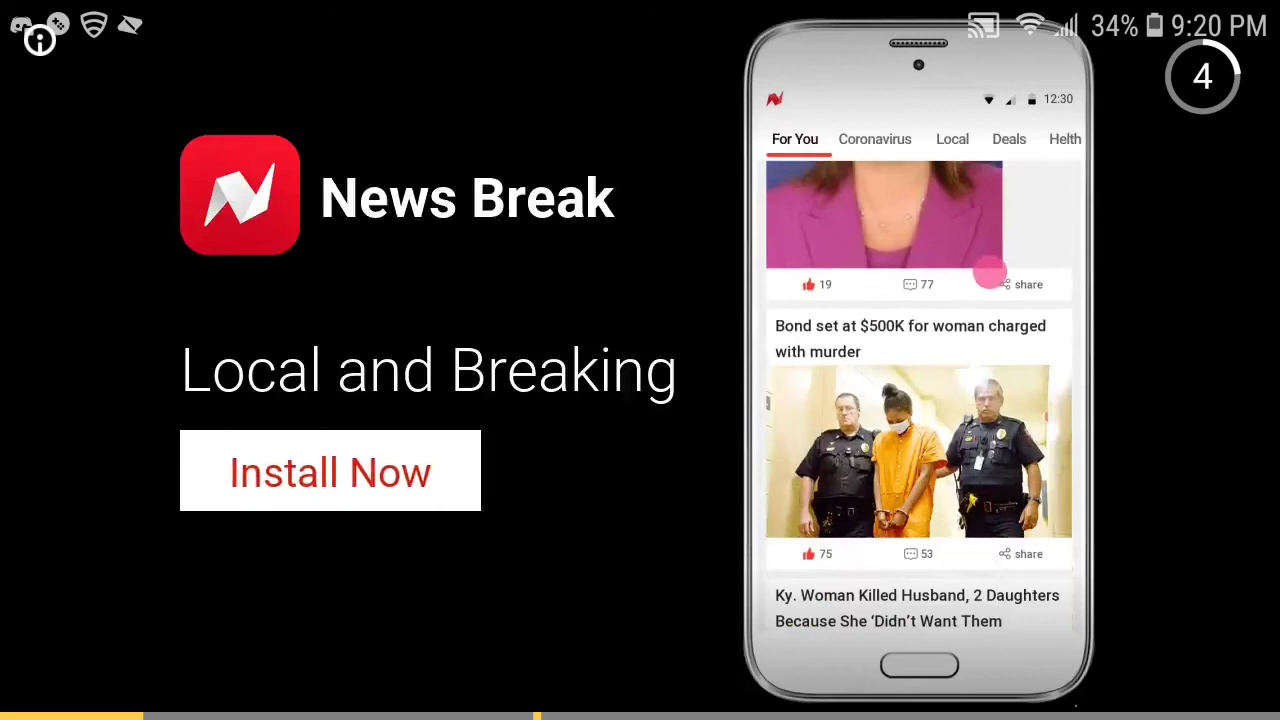 34% 9:20 PM
4
News Break
Local and Breaking
Install Now
12:30
For You Coronavirus Local Deals Helth
19 77 share
Bond set at $500K for woman charged
with murder
75 53 share
Ky. Woman Killed Husband, 2 Daughters
Because She ‘Didn’t Want Them